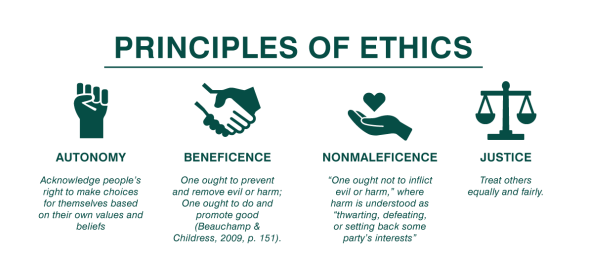 PRINCIPLES OF ETHICS
AUTONOMY
Acknowledge people's
right to make choices
for themselves based
on their own values and
beliefs
BENEFICENCE
One ought to prevent
and remove evil or harm;
One ought to do and
promote good
(Beauchamp &
Childress, 2009, p. 151).
NONMALEFICENCE
"One ought not to inflict
evil or harm," where
harm is understood as
"thwarting, defeating,
or setting back some
party's interests"
JUSTICE
Treat others
equally and fairly.